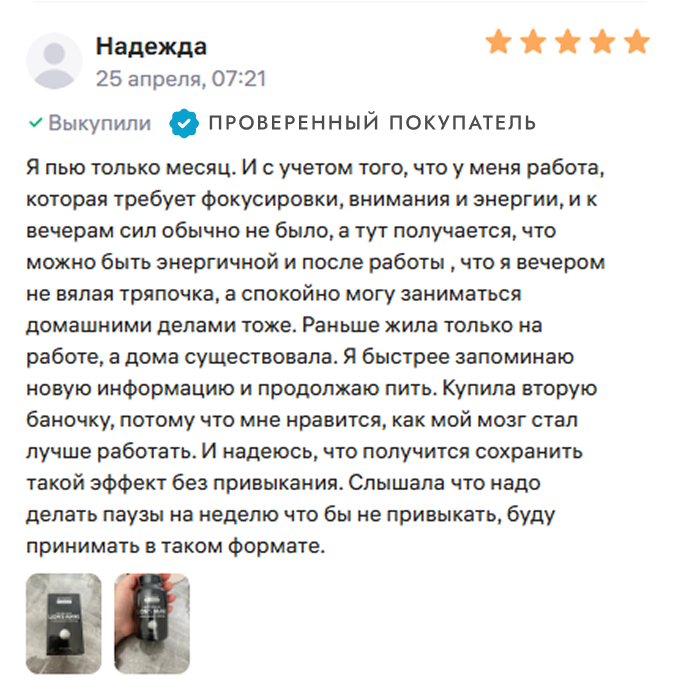 Надежда
25 апреля, 07:21
Выкупили ПРОВЕРЕННЫЙ ПОКУПАТЕЛЬ
Я пью только месяц. И с учетом того, что у меня работа,
которая требует фокусировки, внимания и энергии, и к
вечерам сил обычно не было, а тут получается, что
можно быть энергичной и после работы , что я вечером
не вялая тряпочка, а спокойно могу заниматься
домашними делами тоже. Раньше жила только на
работе, а дома существовала. Я быстрее запоминаю
новую информацию и продолжаю пить. Купила вторую
баночку, потому что мне нравится, как мой мозг стал
лучше работать. И надеюсь, что получится сохранить
такой эффект без привыкания. Слышала что надо
делать паузы на неделю что бы не привыкать, буду
принимать в таком формате.
LION'S MANE
LION'S MANE